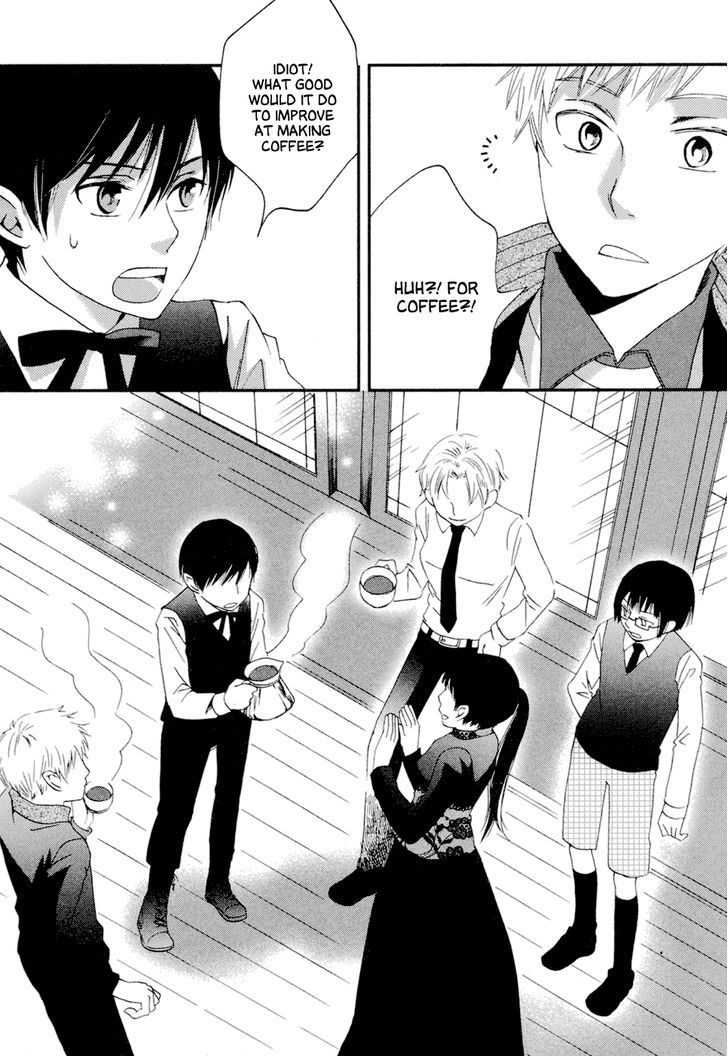 HUH?! FOR
COFFEE?!
IDIOT!
WHAT GOOD
WOULD IT DO
TO IMPROVE
AT MAKING
COFFEE?